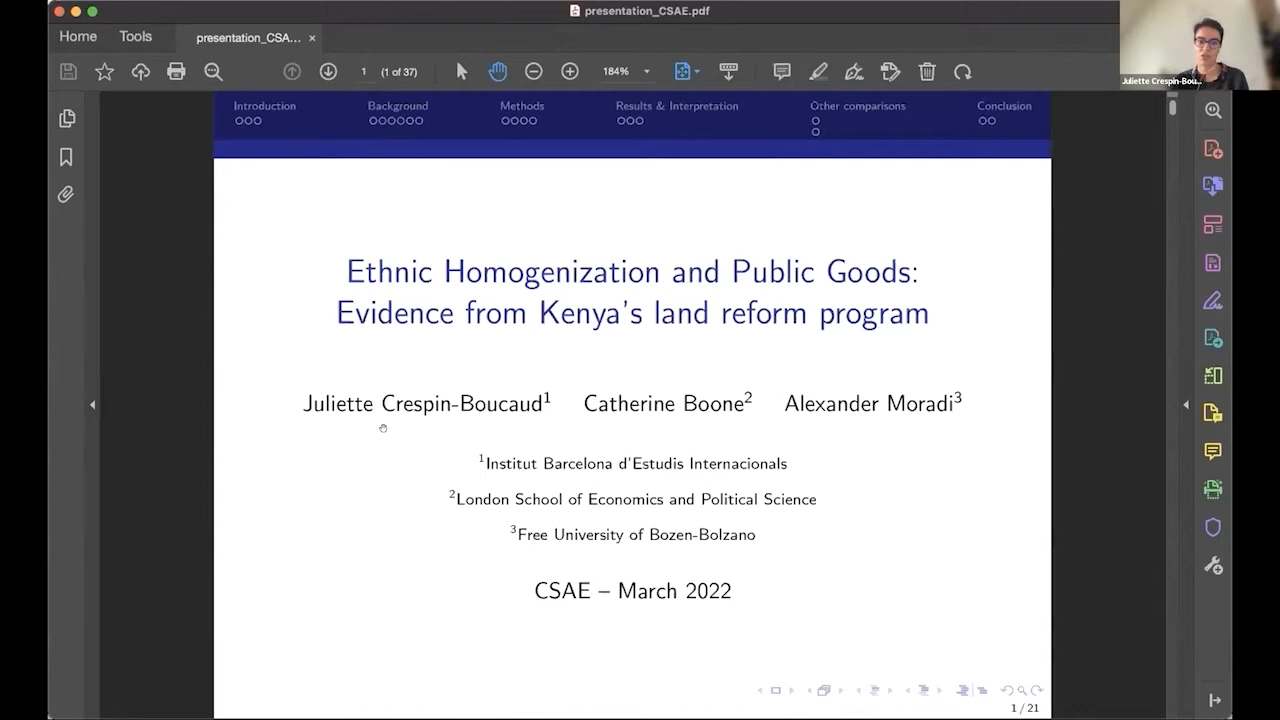 presentation_CSAE.pdf
Home Tools presentation_CSA... ×
1 (1 of 37) 184%
Juliette Crespin-Bou...
Introduction Background Methods Results & Interpretation Other comparisons Conclusion
Ethnic Homogenization and Public Goods:
Evidence from Kenya's land reform program
Juliette Crespin-Boucaud¹ Catherine Boone² Alexander Moradi³
¹Institut Barcelona d'Estudis Internacionals
²London School of Economics and Political Science
³Free University of Bozen-Bolzano
CSAE – March 2022
1 / 21